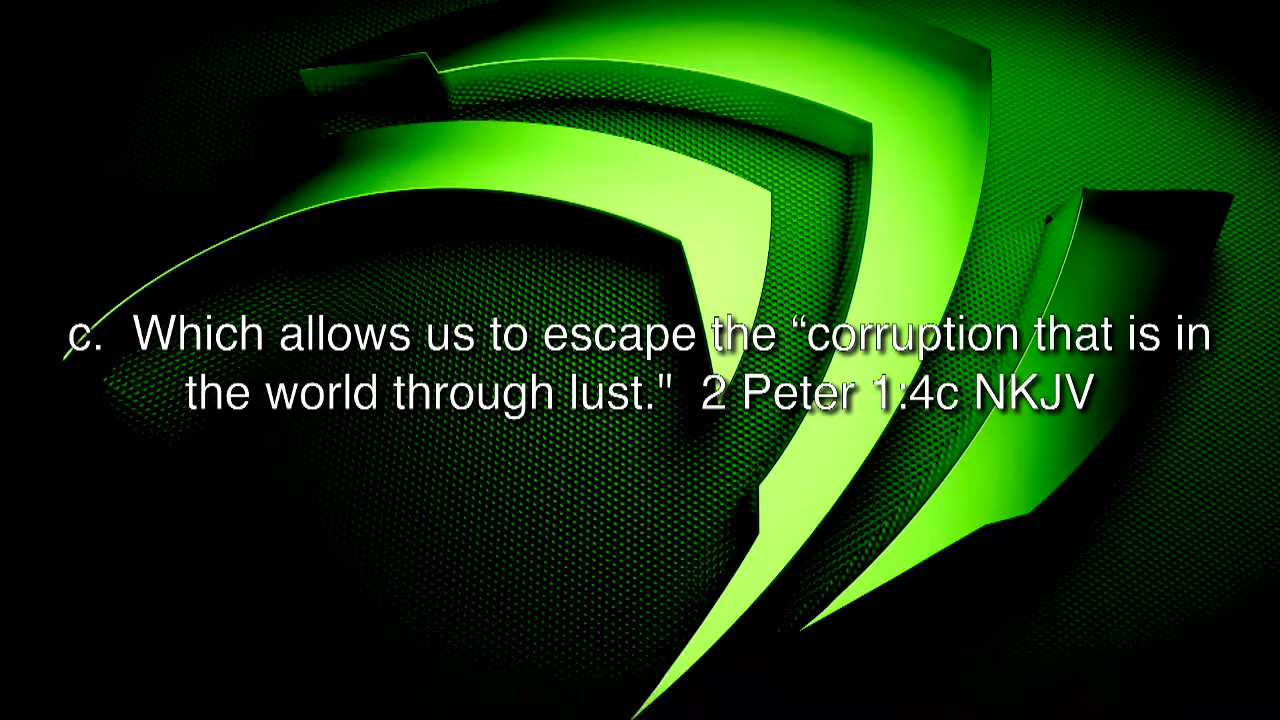 c.  Which allows us to escape the “corruption that is in
the world through lust."  2 Peter 1:4c NKJV